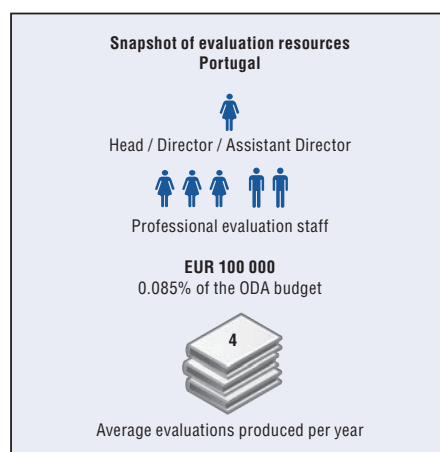 Snapshot of evaluation resources
Portugal
Head / Director / Assistant Director
Professional evaluation staff
EUR 100 000
0.085% of the ODA budget
4
Average evaluations produced per year